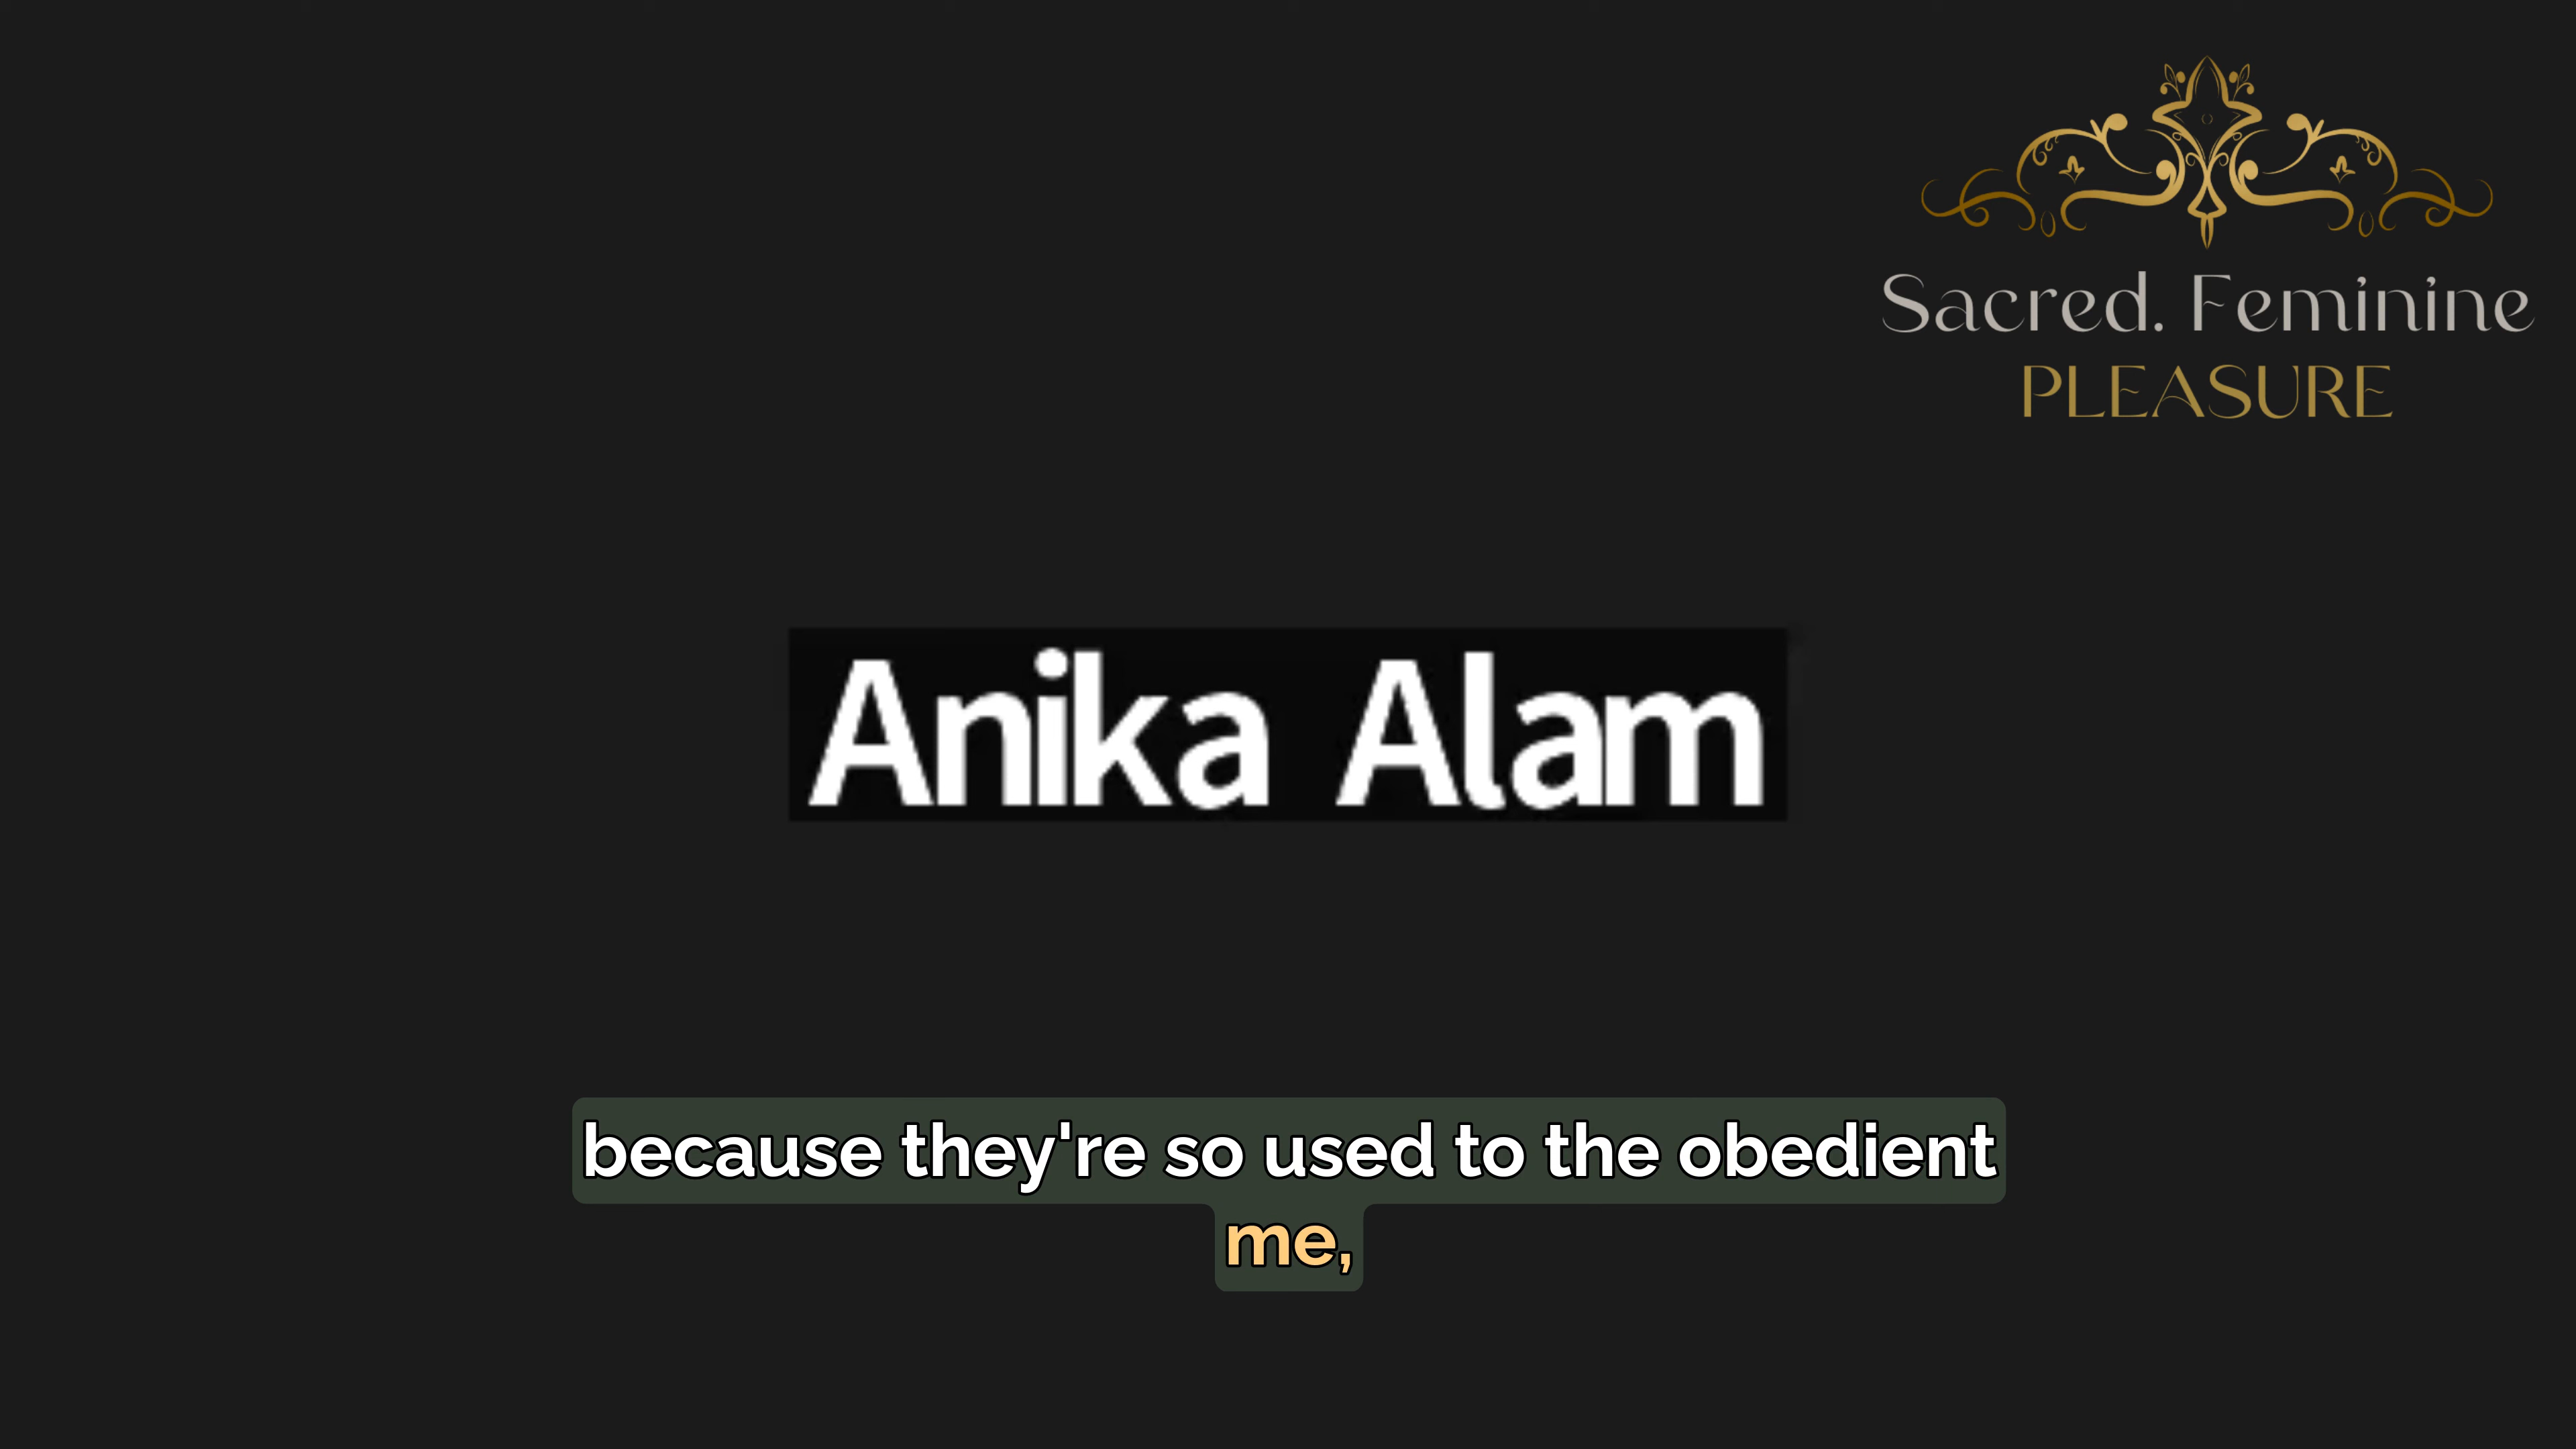 Sacred. Feminine
PLEASURE
Anika Alam
because they're so used to the obedient
me,